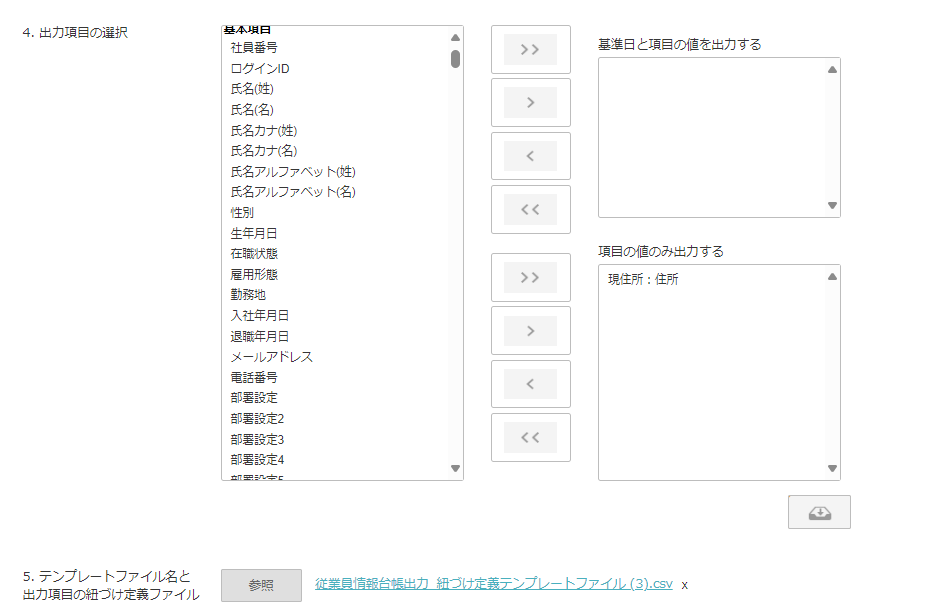 4. 出力項目の選択
基本項目
社員番号
ログインID
氏名(姓)
氏名(名)
氏名カナ(姓)
氏名カナ(名)
氏名アルファベット(姓)
氏名アルファベット(名)
性別
生年月日
在職状態
雇用形態
勤務地
入社年月日
退職年月日
メールアドレス
電話番号
部署設定
部署設定2
部署設定3
部署設定4
部署設定5
>>
>
<
<<
>>
>
<
<<
基準日と項目の値を出力する
項目の値のみ出力する
現住所：住所
5. テンプレートファイル名と
出力項目の紐づけ定義ファイル
参照
従業員情報台帳出力_紐づけ定義テンプレートファイル (3).csv x